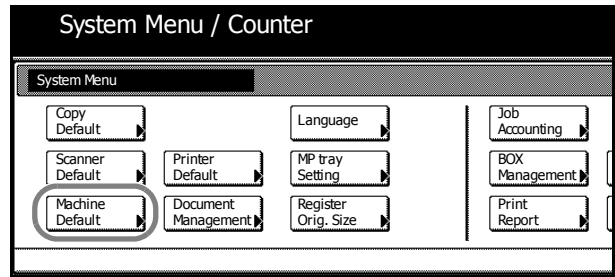 System Menu / Counter
System Menu
Copy
Default
Language
Job
Accounting
Scanner
Default
Printer
Default
MP tray
Setting
BOX
Management
Machine
Default
Document
Management
Register
Orig. Size
Print
Report